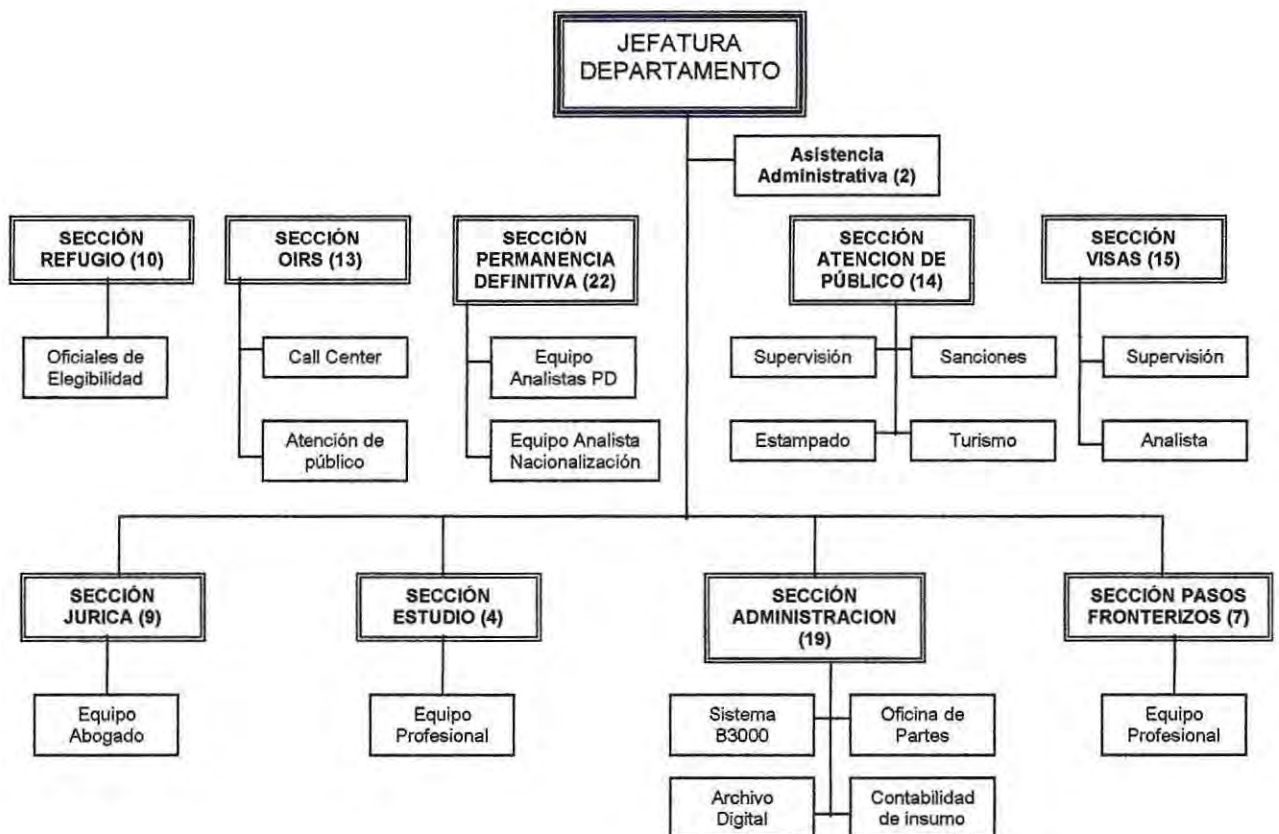 JEFATURA
DEPARTAMENTO
Asistencia
Administrativa (2)
SECCIÓN
REFUGIO (10)
SECCIÓN
OIRS (13)
SECCIÓN
PERMANENCIA
DEFINITIVA (22)
SECCIÓN
ATENCION DE
PÚBLICO (14)
SECCIÓN
VISAS (15)
Oficiales de
Elegibilidad
Call Center
Equipo
Analistas PD
Supervisión
Sanciones
Supervisión
Atención de
público
Equipo Analista
Nacionalización
Estampado
Turismo
Analista
SECCIÓN
JURICA (9)
SECCIÓN
ESTUDIO (4)
SECCIÓN
ADMINISTRACION
(19)
SECCIÓN PASOS
FRONTERIZOS (7)
Equipo
Abogado
Equipo
Profesional
Sistema
B3000
Oficina de
Partes
Equipo
Profesional
Archivo
Digital
Contabilidad
de insumo